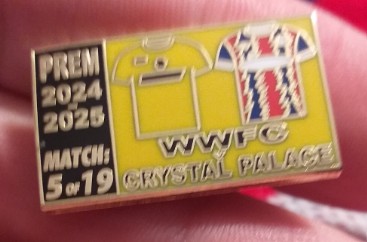 PREM
2024
-
2025
MATCH:
5 OF 19
WWFC
V
CRYSTAL PALACE